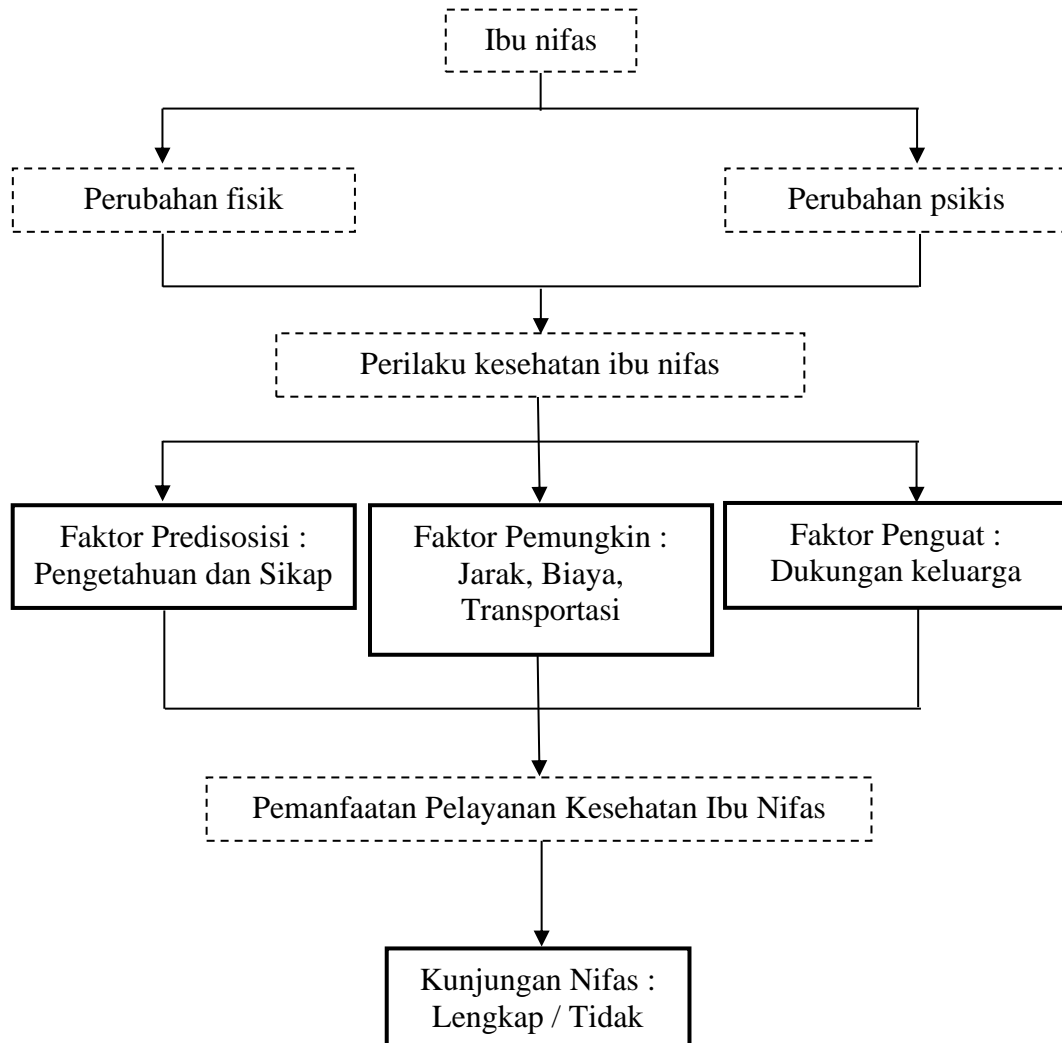 Ibu nifas
Perubahan fisik
Perubahan psikis
Perilaku kesehatan ibu nifas
Faktor Predisosisi :
Pengetahuan dan Sikap
Faktor Pemungkin :
Jarak, Biaya,
Transportasi
Faktor Penguat :
Dukungan keluarga
Pemanfaatan Pelayanan Kesehatan Ibu Nifas
Kunjungan Nifas :
Lengkap / Tidak